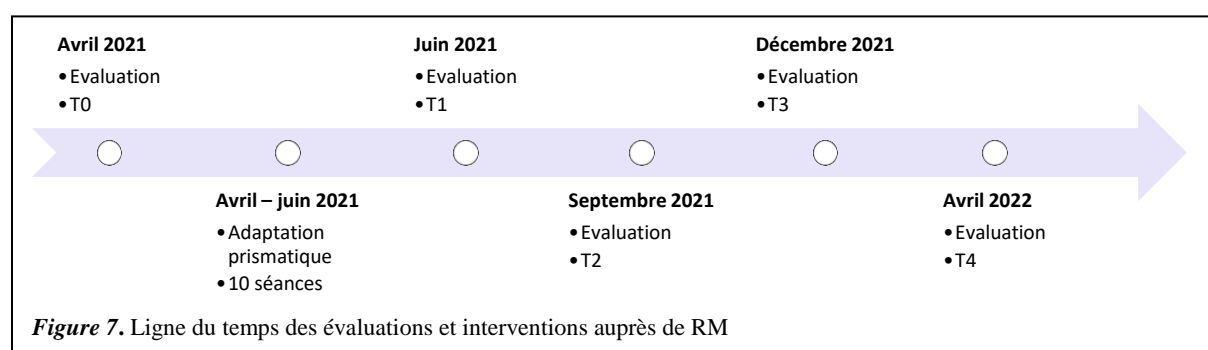 Avril 2021
•Evaluation
•T0
Avril – juin 2021
•Adaptation
prismatique
•10 séances
Juin 2021
•Evaluation
•T1
Septembre 2021
•Evaluation
•T2
Décembre 2021
•Evaluation
•T3
Avril 2022
•Evaluation
•T4
Figure 7. Ligne du temps des évaluations et interventions auprès de RM